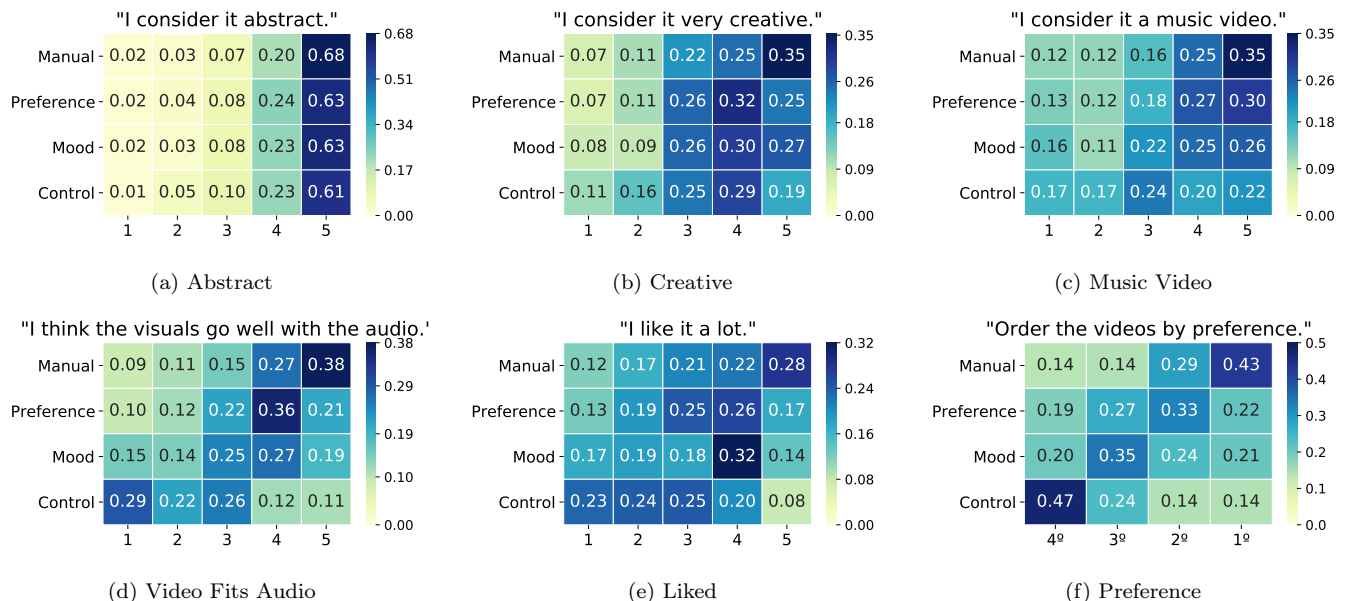 "I consider it abstract."
Manual 0.02 0.03 0.07 0.20 0.68
Preference 0.02 0.04 0.08 0.24 0.63
Mood 0.02 0.03 0.08 0.23 0.63
Control 0.01 0.05 0.10 0.23 0.61
1 2 3 4 5
0.68
0.51
0.34
0.17
0.00
(a) Abstract
"I consider it very creative."
Manual 0.07 0.11 0.22 0.25 0.35
Preference 0.07 0.11 0.26 0.32 0.25
Mood 0.08 0.09 0.26 0.30 0.27
Control 0.11 0.16 0.25 0.29 0.19
1 2 3 4 5
0.35
0.26
0.18
0.09
0.00
(b) Creative
"I consider it a music video."
Manual 0.12 0.12 0.16 0.25 0.35
Preference 0.13 0.12 0.18 0.27 0.30
Mood 0.16 0.11 0.22 0.25 0.26
Control 0.17 0.17 0.24 0.20 0.22
1 2 3 4 5
0.35
0.26
0.18
0.09
0.00
(c) Music Video
"I think the visuals go well with the audio.'
Manual 0.09 0.11 0.15 0.27 0.38
Preference 0.10 0.12 0.22 0.36 0.21
Mood 0.15 0.14 0.25 0.27 0.19
Control 0.29 0.22 0.26 0.12 0.11
1 2 3 4 5
0.38
0.29
0.19
0.10
0.00
(d) Video Fits Audio
"I like it a lot."
Manual 0.12 0.17 0.21 0.22 0.28
Preference 0.13 0.19 0.25 0.26 0.17
Mood 0.17 0.19 0.18 0.32 0.14
Control 0.23 0.24 0.25 0.20 0.08
1 2 3 4 5
0.32
0.24
0.16
0.08
0.00
(e) Liked
"Order the videos by preference."
Manual 0.14 0.14 0.29 0.43
Preference 0.19 0.27 0.33 0.22
Mood 0.20 0.35 0.24 0.21
Control 0.47 0.24 0.14 0.14
4º 3º 2º 1º
0.5
0.4
0.3
0.2
0.1
0.0
(f) Preference